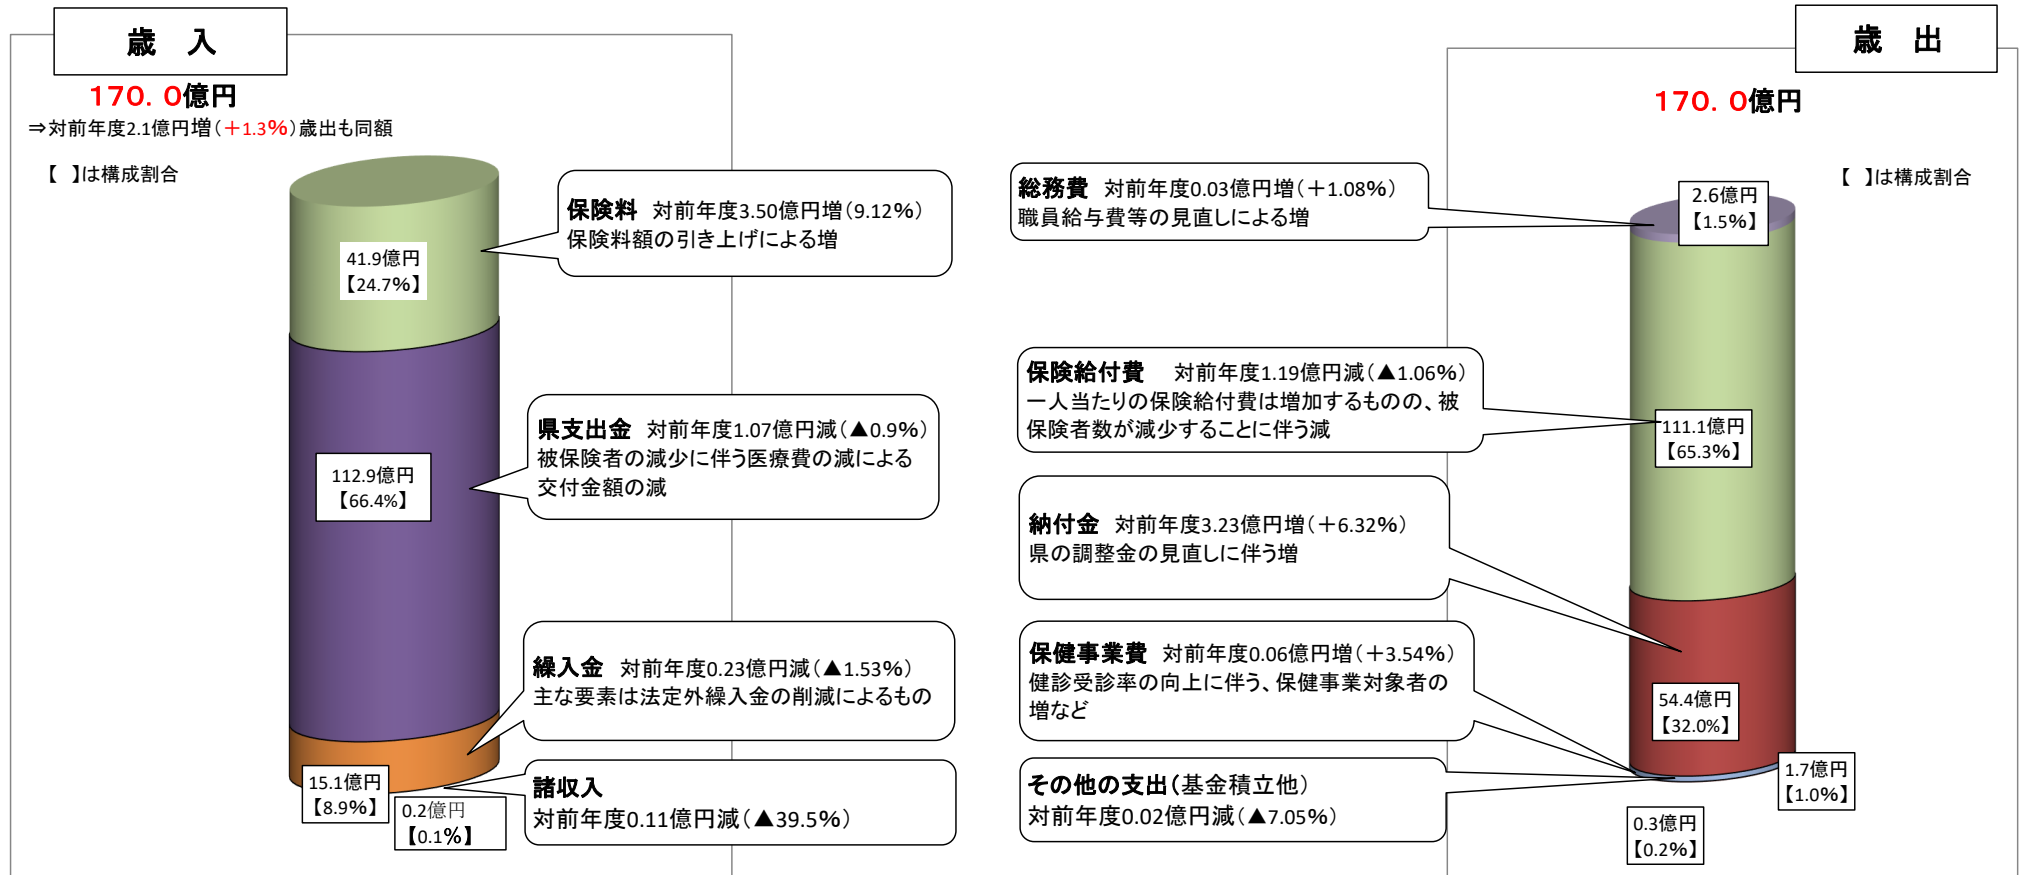 歳 入
170.0億円
⇒対前年度2.1億円増(+1.3%)歳出も同額
【 】は構成割合
41.9億円
【24.7%】
保険料 対前年度3.50億円増(9.12%)
保険料額の引き上げによる増
112.9億円
【66.4%】
県支出金 対前年度1.07億円減(▲0.9%)
被保険者の減少に伴う医療費の減による
交付金額の減
繰入金 対前年度0.23億円減(▲1.53%)
主な要素は法定外繰入金の削減によるもの
15.1億円
【8.9%】
0.2億円
【0.1%】
諸収入
対前年度0.11億円減(▲39.5%)
歳 出
170.0億円
【 】は構成割合
総務費 対前年度0.03億円増(+1.08%)
職員給与費等の見直しによる増
2.6億円
【1.5%】
保険給付費 対前年度1.19億円減(▲1.06%)
一人当たりの保険給付費は増加するものの、被
保険者数が減少することに伴う減
111.1億円
【65.3%】
納付金 対前年度3.23億円増(+6.32%)
県の調整金の見直しに伴う増
54.4億円
【32.0%】
保健事業費 対前年度0.06億円増(+3.54%)
健診受診率の向上に伴う、保健事業対象者の
増など
1.7億円
【1.0%】
その他の支出(基金積立他)
対前年度0.02億円減(▲7.05%)
0.3億円
【0.2%】